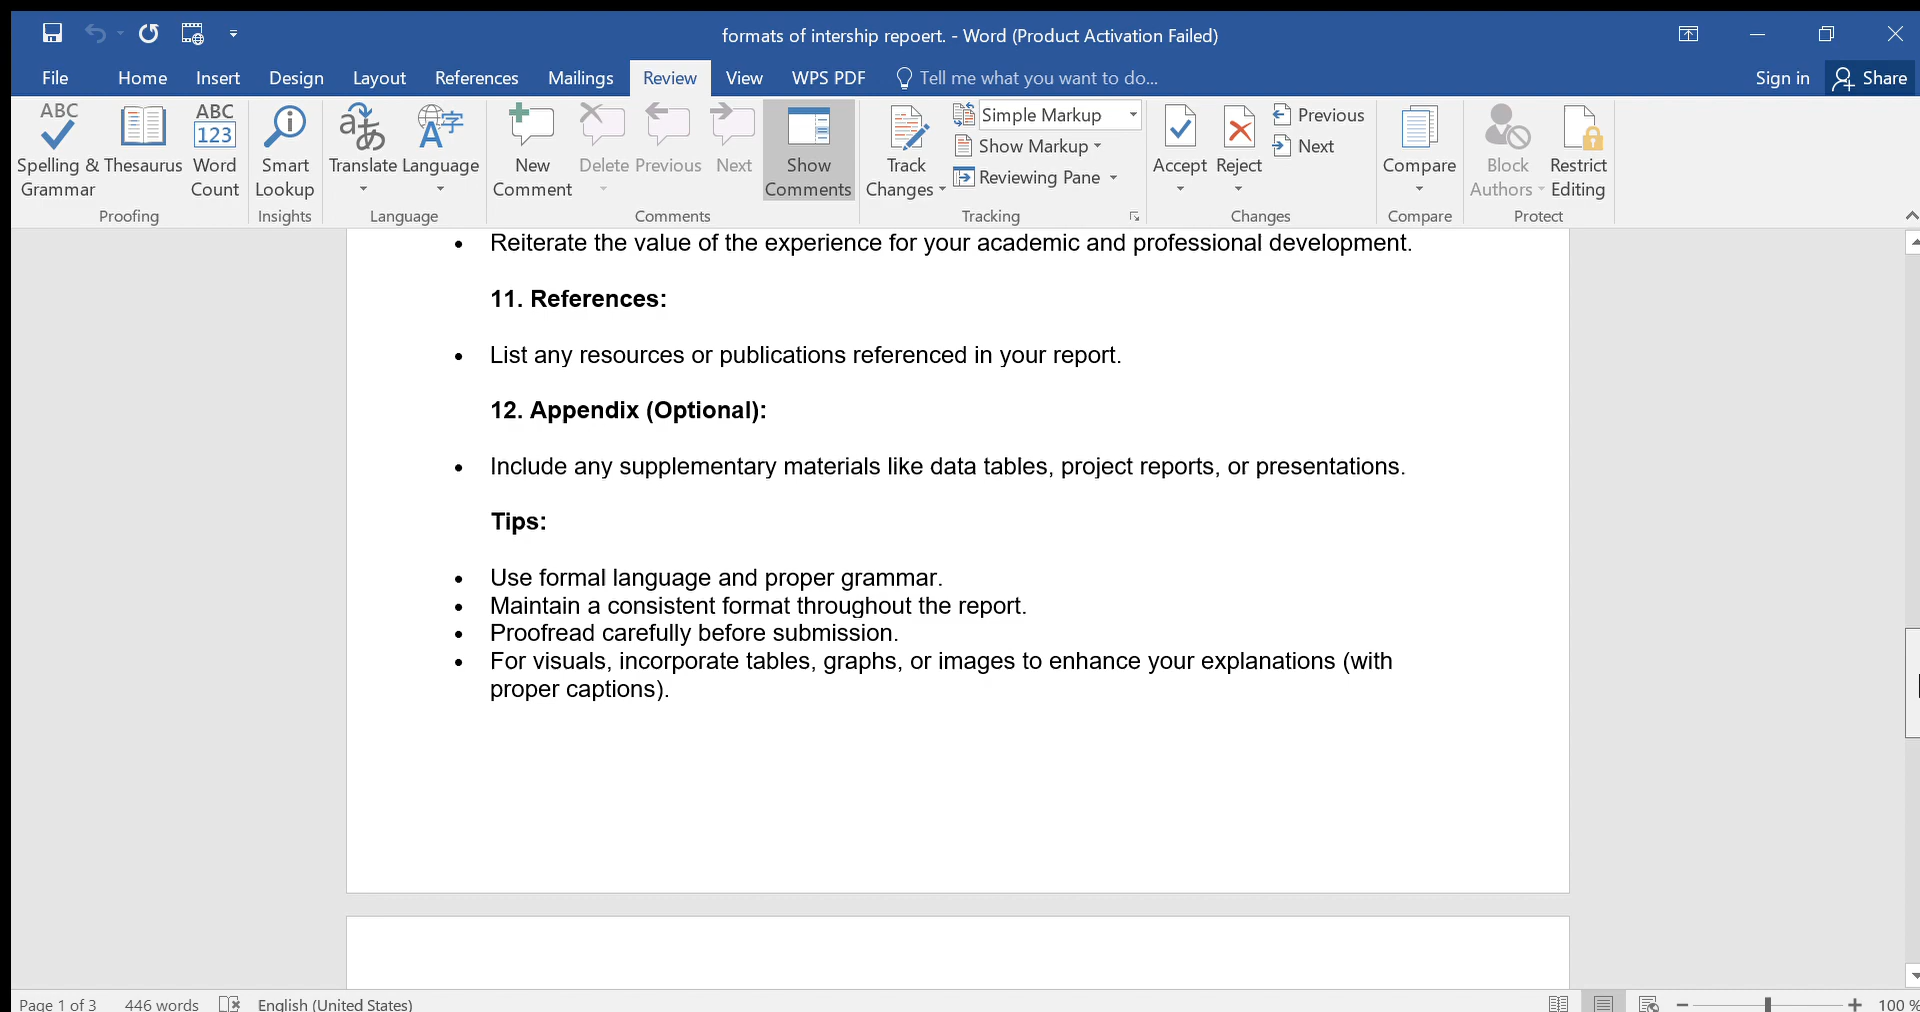 formats of intership repoert. - Word (Product Activation Failed)
File Home Insert Design Layout References Mailings Review View WPS PDF Tell me what you want to do... Sign in Share
ABC
Spelling & Grammar
Thesaurus
ABC 123
Word Count
Proofing
Smart Lookup
Insights
Translate
Language
Language
New Comment
Delete
Previous
Next
Show Comments
Comments
Track Changes
Simple Markup
Show Markup
Reviewing Pane
Tracking
Accept
Reject
Previous
Next
Changes
Compare
Compare
Block Authors
Restrict Editing
Protect
• Reiterate the value of the experience for your academic and professional development.
11. References:
• List any resources or publications referenced in your report.
12. Appendix (Optional):
• Include any supplementary materials like data tables, project reports, or presentations.
Tips:
• Use formal language and proper grammar.
• Maintain a consistent format throughout the report.
• Proofread carefully before submission.
• For visuals, incorporate tables, graphs, or images to enhance your explanations (with
proper captions).
Page 1 of 3 446 words English (United States) 100 %